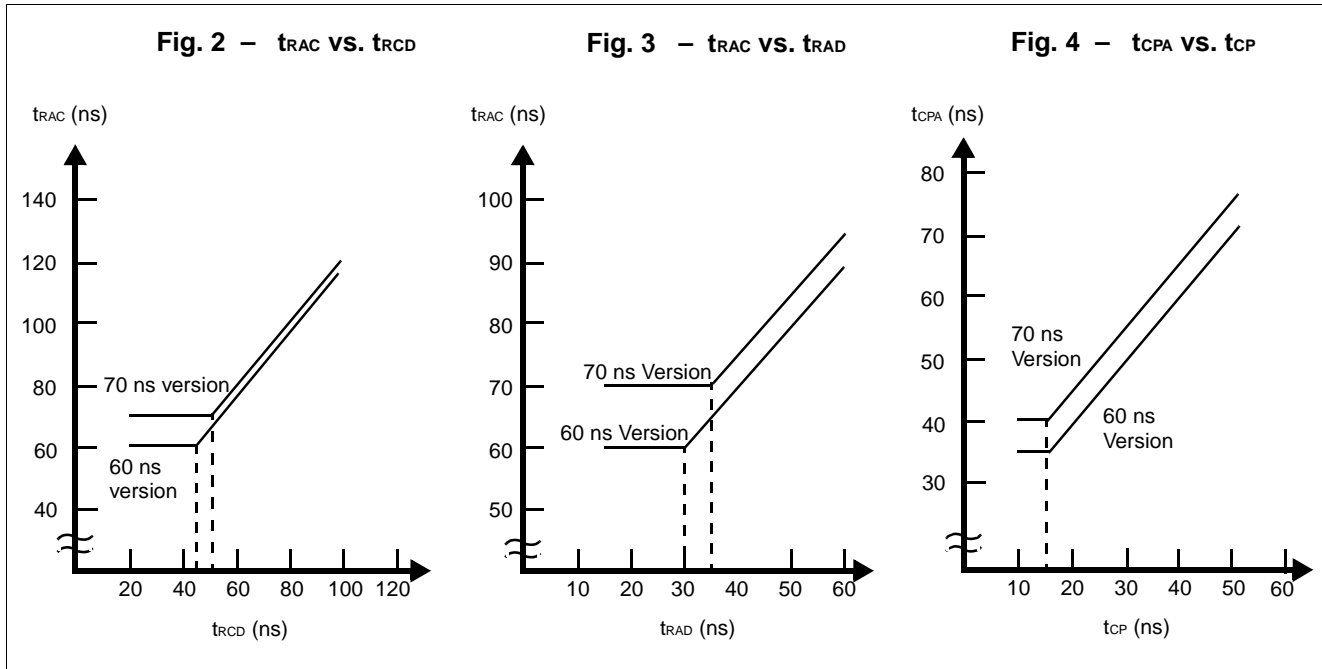 Fig. 2 – tRAC vs. tRCD
tRAC (ns)
140
120
100
80
60
40
70 ns version
60 ns
version
20 40 60 80 100 120
tRCD (ns)
Fig. 3 – tRAC vs. tRAD
tRAC (ns)
100
90
80
70
60
50
70 ns Version
60 ns Version
10 20 30 40 50 60
tRAD (ns)
Fig. 4 – tCPA vs. tCP
tCPA (ns)
80
70
60
50
40
30
70 ns
Version
60 ns
Version
10 20 30 40 50 60
tCP (ns)